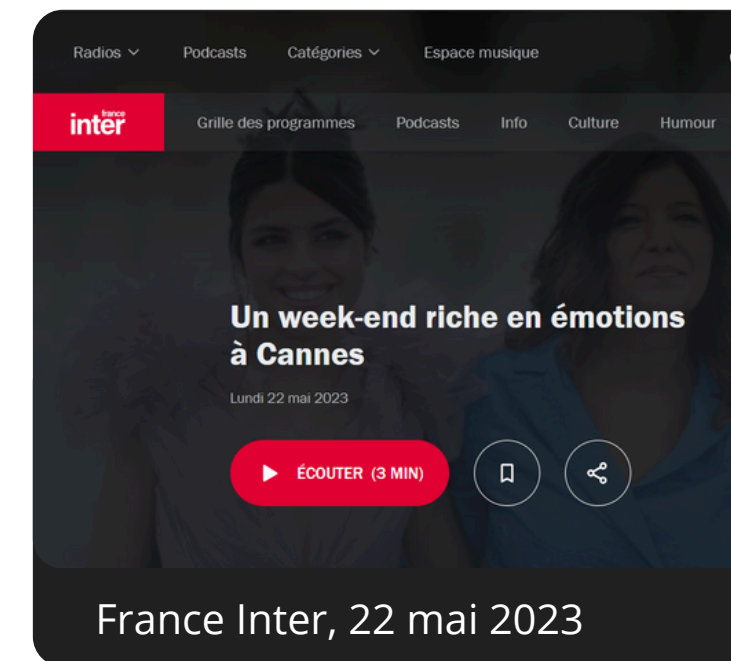 Radios Podcasts Catégories Espace musique
france
inter Grille des programmes Podcasts Info Culture Humour
Un week-end riche en émotions
à Cannes
Lundi 22 mai 2023
ÉCOUTER (3 MIN)
France Inter, 22 mai 2023